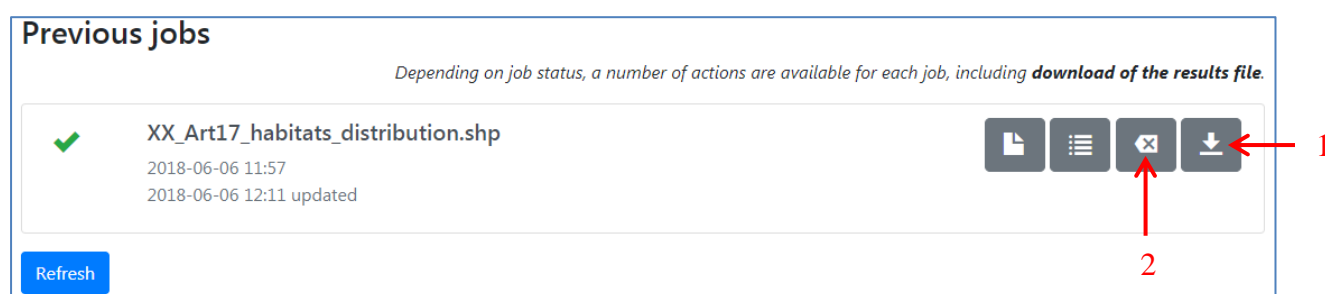 Previous jobs
Depending on job status, a number of actions are available for each job, including download of the results file.
XX_Art17_habitats_distribution.shp
1
2018-06-06 11:57
2018-06-06 12:11 updated
2
Refresh